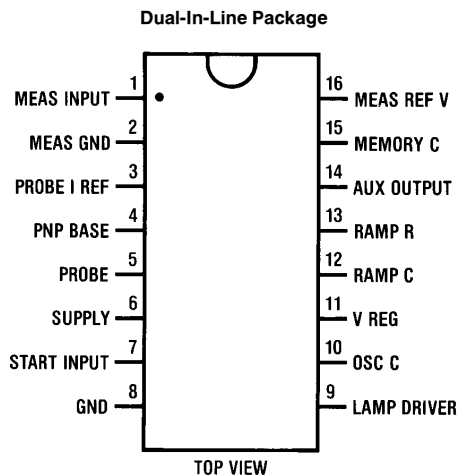 Dual-In-Line Package
1 16
MEAS INPUT MEAS REF V
2 15
MEAS GND MEMORY C
3 14
PROBE I REF AUX OUTPUT
4 13
PNP BASE RAMP R
5 12
PROBE RAMP C
6 11
SUPPLY V REG
7 10
START INPUT OSC C
8 9
GND LAMP DRIVER
TOP VIEW